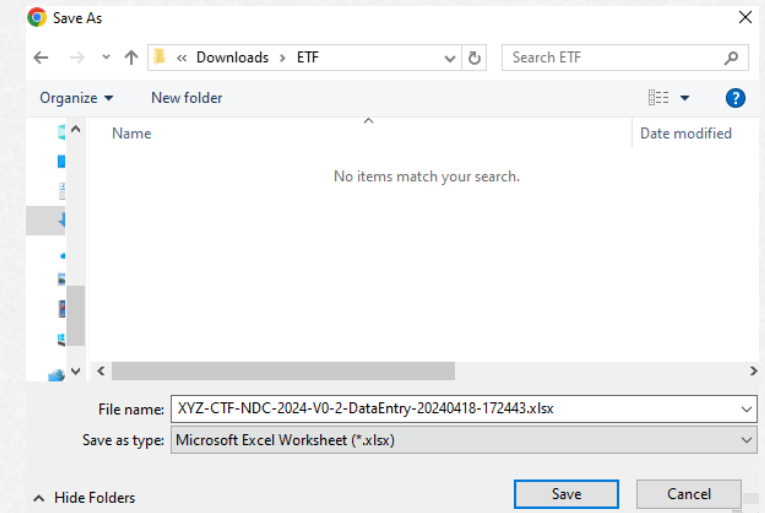 Save As
« Downloads > ETF
Search ETF
Organize
New folder
?
Name
Date modified
No items match your search.
File name: XYZ-CTF-NDC-2024-V0-2-DataEntry-20240418-172443.xlsx
Save as type: Microsoft Excel Worksheet (*.xlsx)
Hide Folders
Save
Cancel